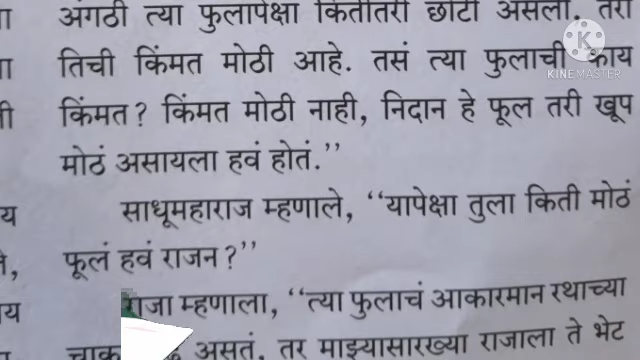 अंगठी त्या फुलापेक्षा कितीतरी छोटी असली. तरी
तिची किंमत मोठी आहे. तसं त्या फुलाची काय
किंमत? किंमत मोठी नाही, निदान हे फूल तरी खूप
मोठं असायला हवं होतं.’’
साधूमहाराज म्हणाले, ‘‘यापेक्षा तुला किती मोठं
फूलं हवं राजन?’’
राजा म्हणाला, ‘‘त्या फुलाचं आकारमान रथाच्या
असतं, तर माझ्यासारख्या राजाला ते भेट
KINEMASTER